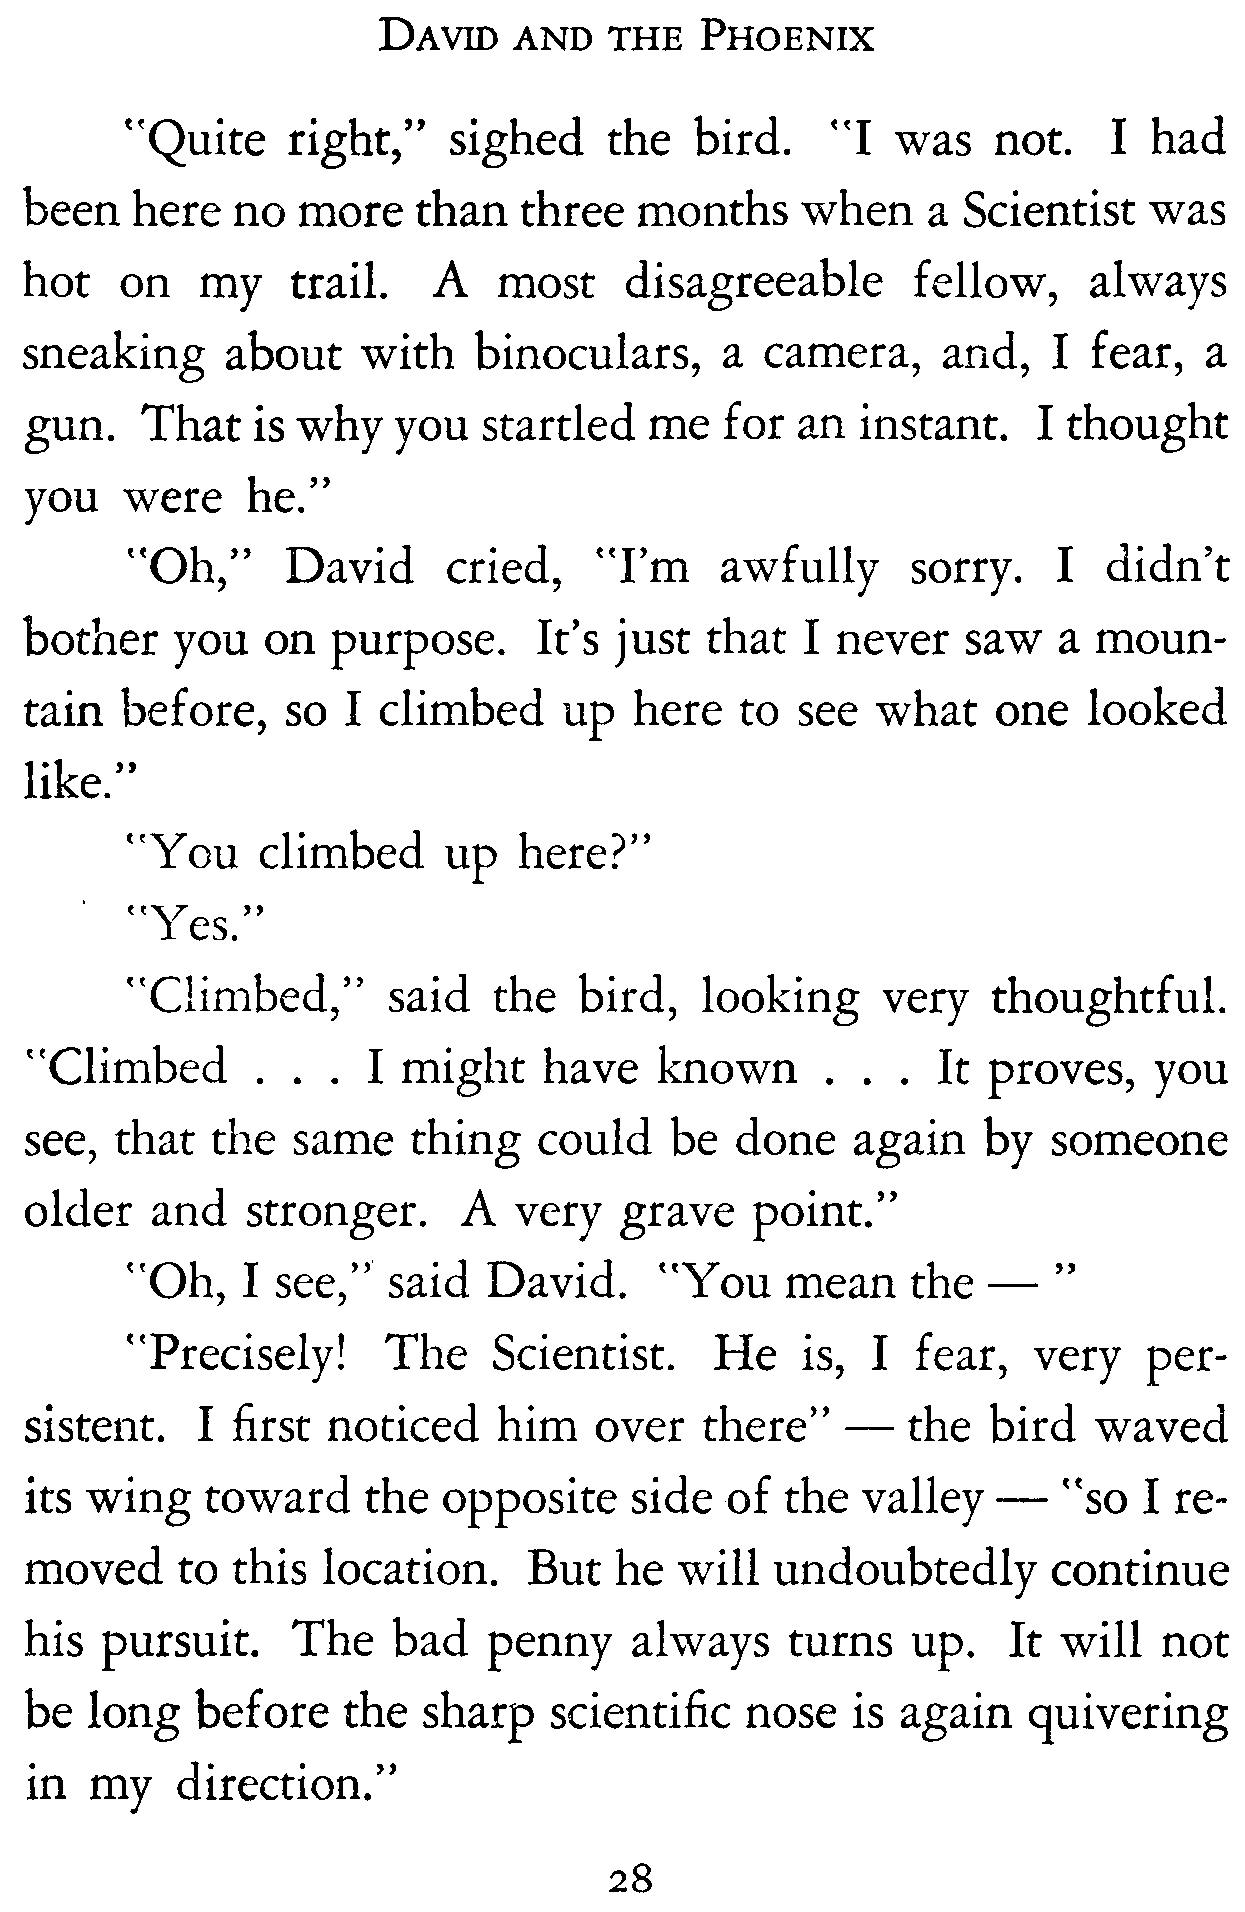 DAVID AND THE PHOENIX
"Quite right," sighed the bird. "I was not. I had
been here no more than three months when a Scientist was
hot on my trail. A most disagreeable fellow, always
sneaking about with binoculars, a camera, and, I fear, a
gun. That is why you startled me for an instant. I thought
you were he."
"Oh," David cried, "I'm awfully sorry. I didn't
bother you on purpose. It's just that I never saw a moun-
tain before, so I climbed up here to see what one looked
like."
"You climbed up here?"
"Yes."
"Climbed," said the bird, looking very thoughtful.
"Climbed . . . I might have known . . . It proves, you
see, that the same thing could be done again by someone
older and stronger. A very grave point."
"Oh, I see," said David. "You mean the — "
"Precisely! The Scientist. He is, I fear, very per-
sistent. I first noticed him over there" — the bird waved
its wing toward the opposite side of the valley — "so I re-
moved to this location. But he will undoubtedly continue
his pursuit. The bad penny always turns up. It will not
be long before the sharp scientific nose is again quivering
in my direction."
28